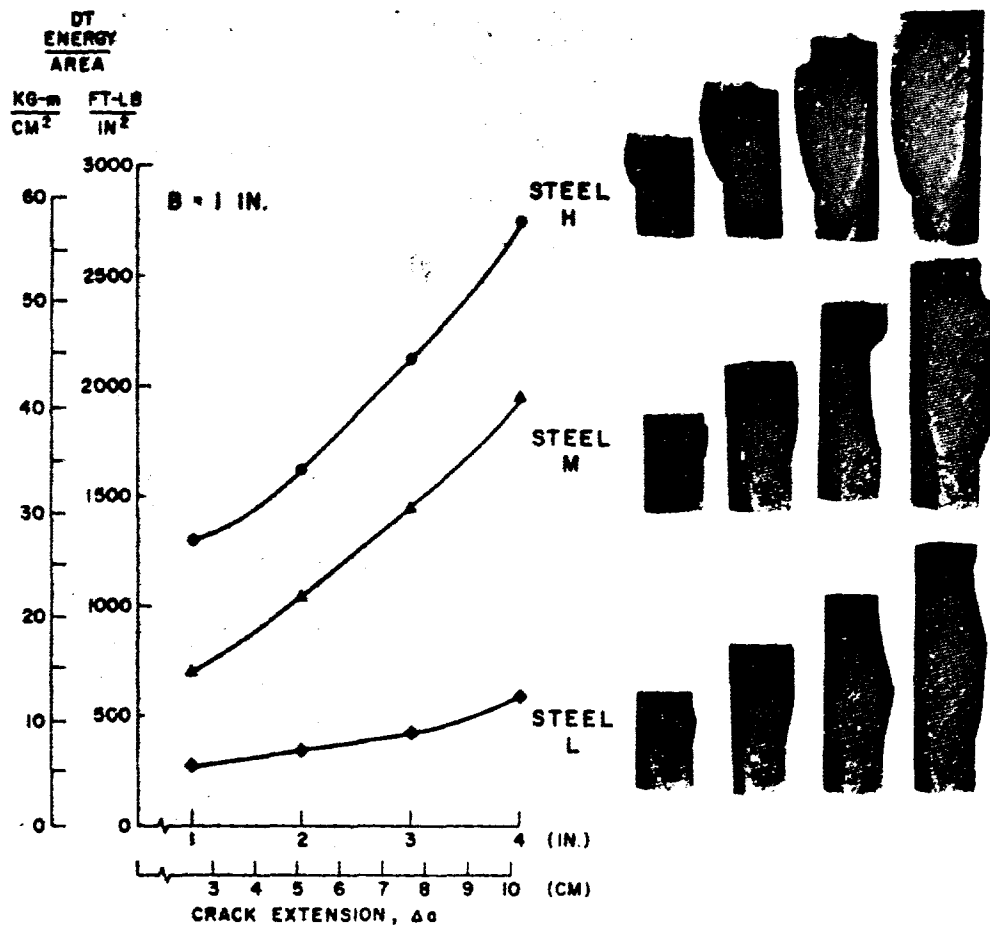 DT
ENERGY
AREA
KG-m
CM²
FT-LB
IN²
3000
2500
2000
1500
1000
500
0
60
50
40
30
20
10
0
B = 1 IN.
STEEL
H
STEEL
M
STEEL
L
1 2 3 4 (IN.)
3 4 5 6 7 8 9 10 (CM)
CRACK EXTENSION, Δa